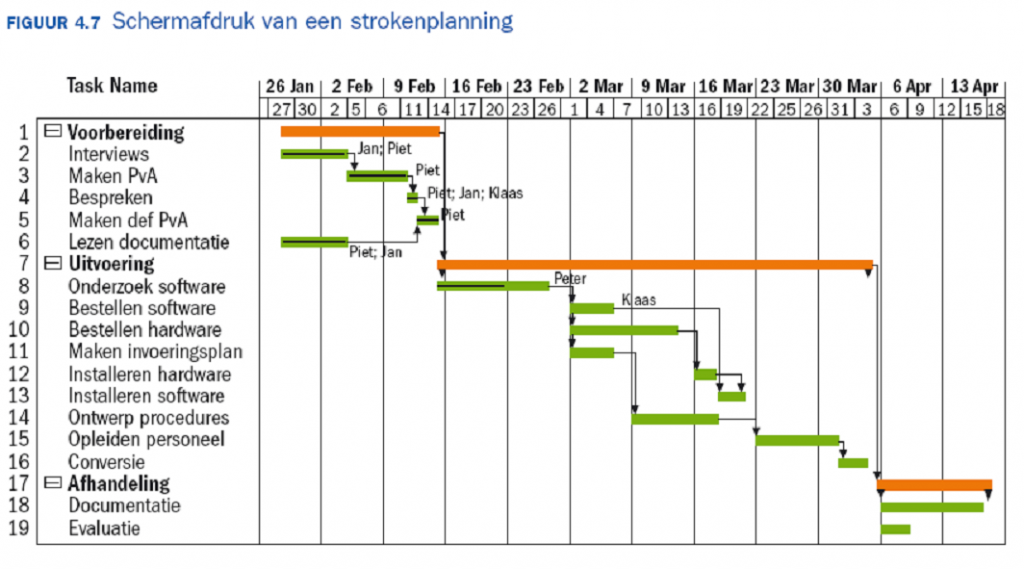 FIGUUR 4.7 Schermafdruk van een strokenplanning
Task Name 26 Jan 2 Feb 9 Feb 16 Feb 23 Feb 2 Mar 9 Mar 16 Mar 23 Mar 30 Mar 6 Apr 13 Apr
27 30 2 5 6 11 14 17 20 23 26 1 4 7 10 13 16 19 22 25 26 31 3 6 9 12 15 18
1 Voorbereiding
2 Interviews Jan; Piet
3 Maken PvA Piet
4 Bespreken Piet; Jan; Klaas
5 Maken def PvA Piet
6 Lezen documentatie Piet; Jan
7 Uitvoering
8 Onderzoek software Peter
9 Bestellen software Klaas
10 Bestellen hardware
11 Maken invoeringsplan
12 Installeren hardware
13 Installeren software
14 Ontwerp procedures
15 Opleiden personeel
16 Conversie
17 Afhandeling
18 Documentatie
19 Evaluatie